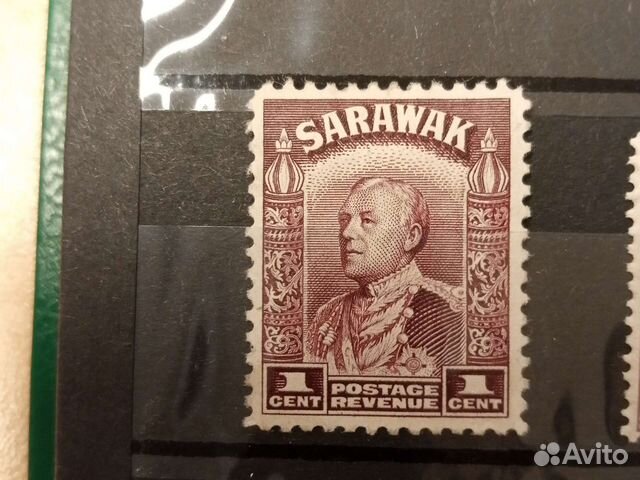 SARAWAK
1 CENT
POSTAGE
REVENUE
1 CENT
Avito